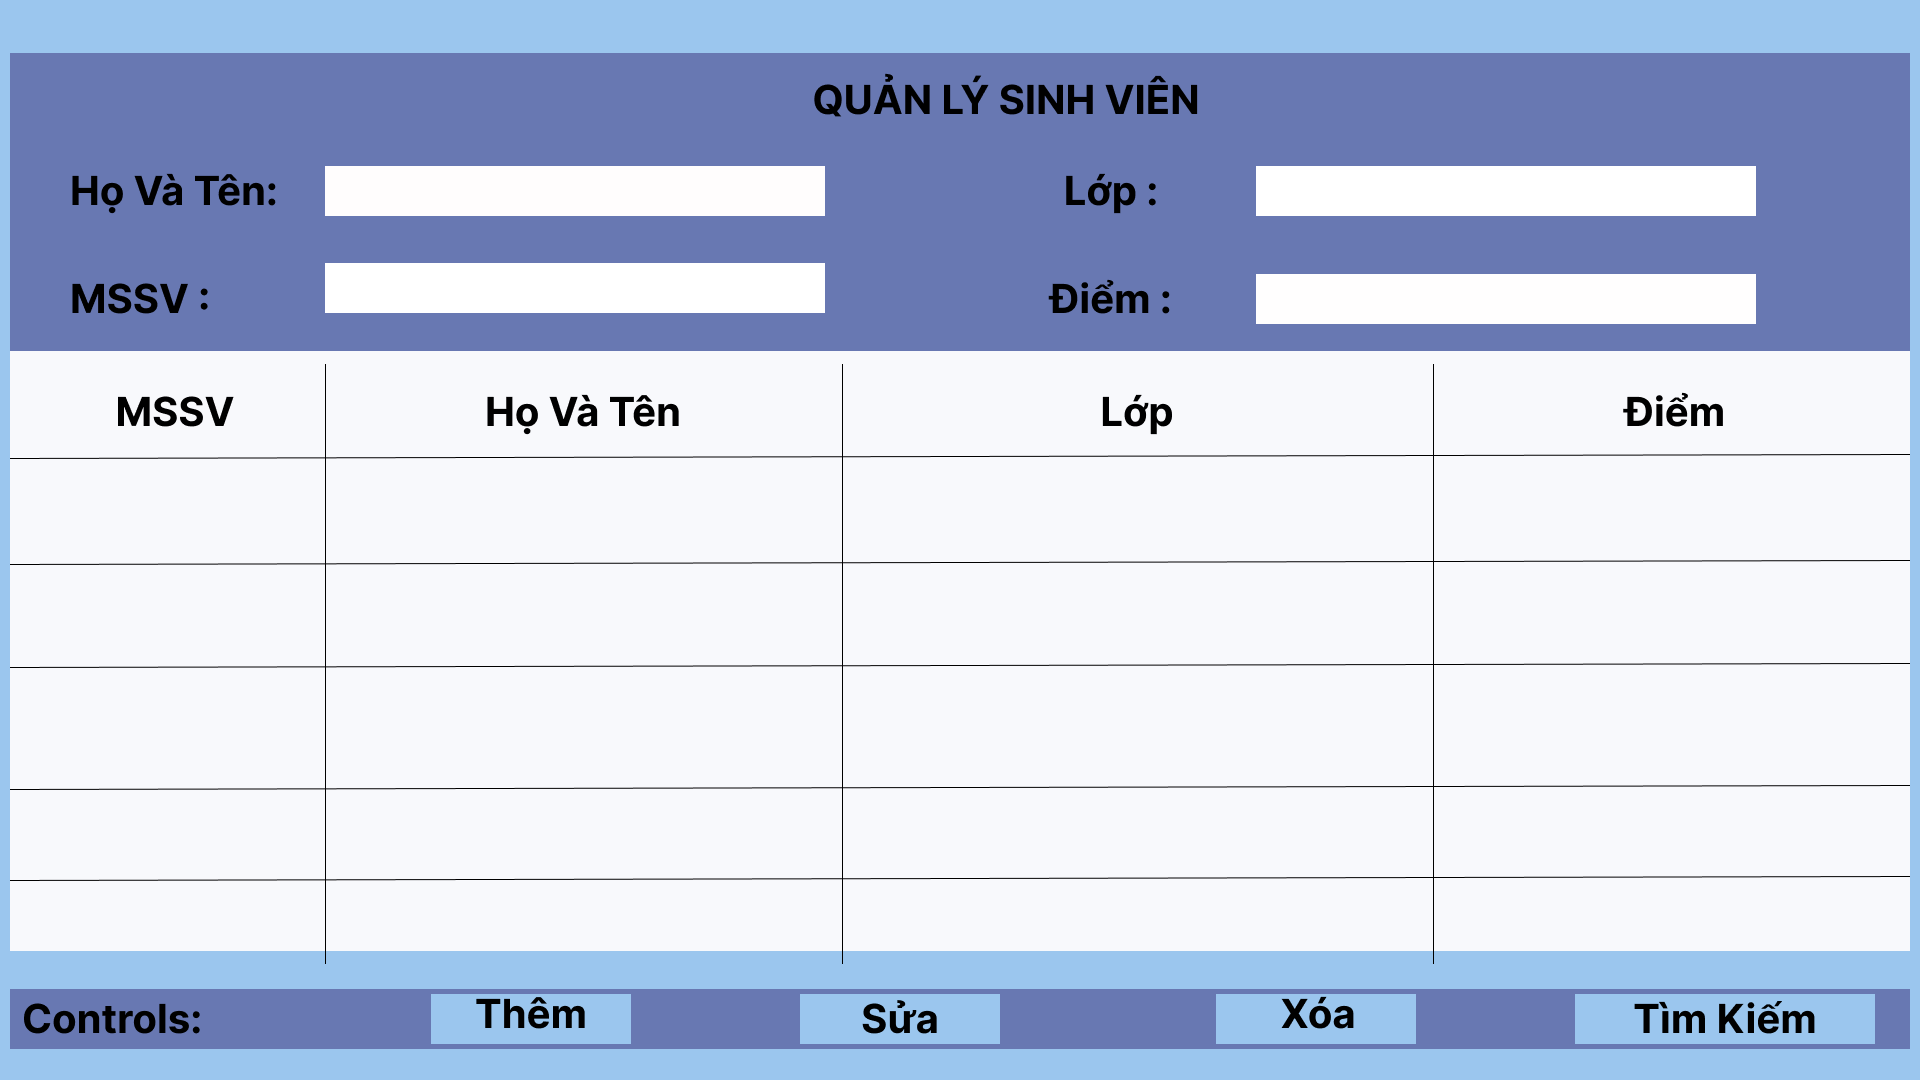 QUẢN LÝ SINH VIÊN
Họ Và Tên:
Lớp :
MSSV :
Điểm :
MSSV
Họ Và Tên
Lớp
Điểm
Controls:
Thêm
Sửa
Xóa
Tìm Kiếm